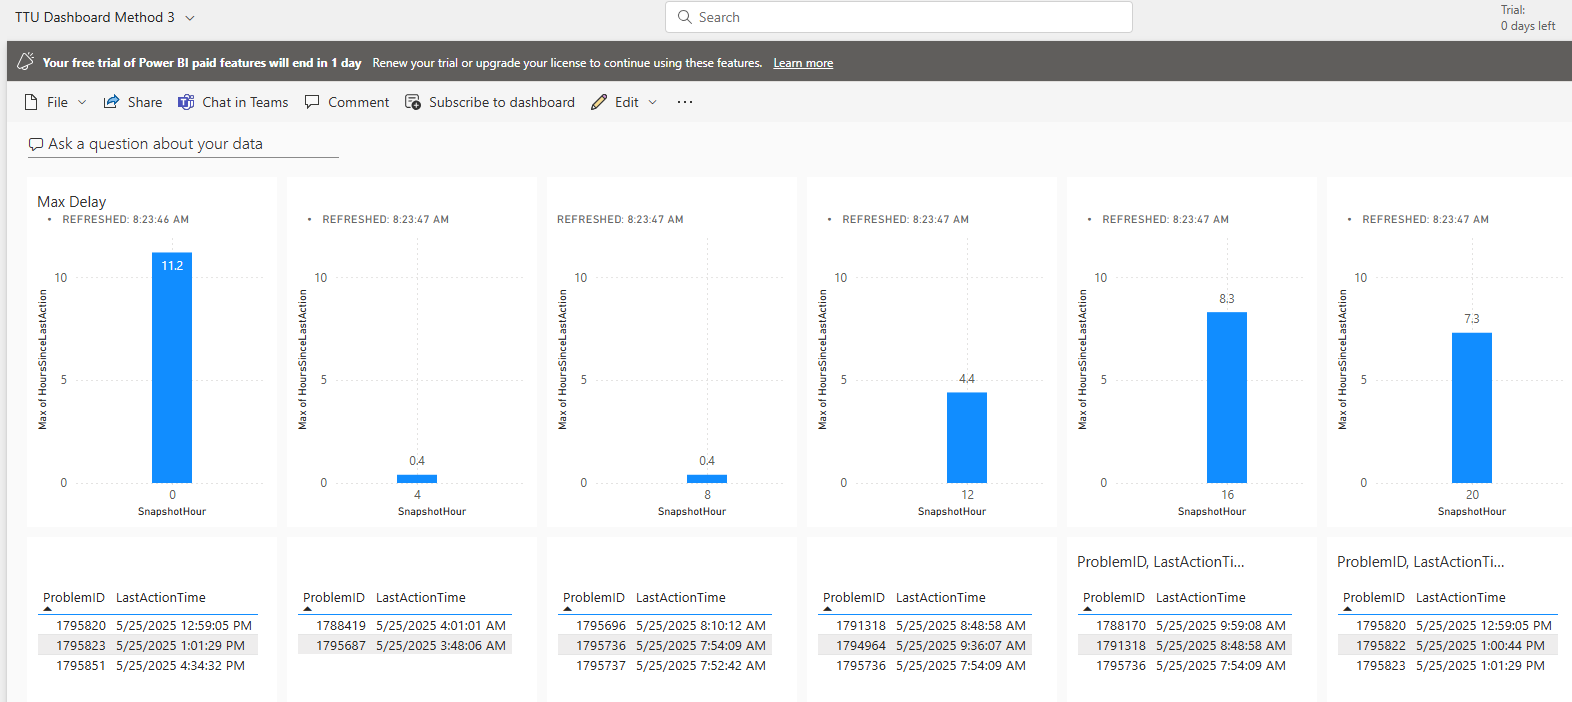 TTU Dashboard Method 3
Search
Trial:
0 days left
Your free trial of Power BI paid features will end in 1 day Renew your trial or upgrade your license to continue using these features. Learn more
File Share Chat in Teams Comment Subscribe to dashboard Edit ...
Ask a question about your data
Max Delay
• REFRESHED: 8:23:46 AM
Max of HoursSinceLastAction
10
5
0
11.2
0
SnapshotHour
• REFRESHED: 8:23:47 AM
Max of HoursSinceLastAction
10
5
0
0.4
4
SnapshotHour
REFRESHED: 8:23:47 AM
Max of HoursSinceLastAction
10
5
0
0.4
8
SnapshotHour
• REFRESHED: 8:23:47 AM
Max of HoursSinceLastAction
10
5
0
4.4
12
SnapshotHour
• REFRESHED: 8:23:47 AM
Max of HoursSinceLastAction
10
5
0
8.3
16
SnapshotHour
• REFRESHED: 8:23:47 AM
Max of HoursSinceLastAction
10
5
0
7.3
20
SnapshotHour
ProblemID LastActionTime
1795820 5/25/2025 12:59:05 PM
1795823 5/25/2025 1:01:29 PM
1795851 5/25/2025 4:34:32 PM
ProblemID LastActionTime
1788419 5/25/2025 4:01:01 AM
1795687 5/25/2025 3:48:06 AM
ProblemID LastActionTime
1795696 5/25/2025 8:10:12 AM
1795736 5/25/2025 7:54:09 AM
1795737 5/25/2025 7:52:42 AM
ProblemID LastActionTime
1791318 5/25/2025 8:48:58 AM
1794964 5/25/2025 9:36:07 AM
1795736 5/25/2025 7:54:09 AM
ProblemID, LastActionTi...
ProblemID LastActionTime
1788170 5/25/2025 9:59:08 AM
1791318 5/25/2025 8:48:58 AM
1795736 5/25/2025 7:54:09 AM
ProblemID, LastActionTi...
ProblemID LastActionTime
1795820 5/25/2025 12:59:05 PM
1795822 5/25/2025 1:00:44 PM
1795823 5/25/2025 1:01:29 PM